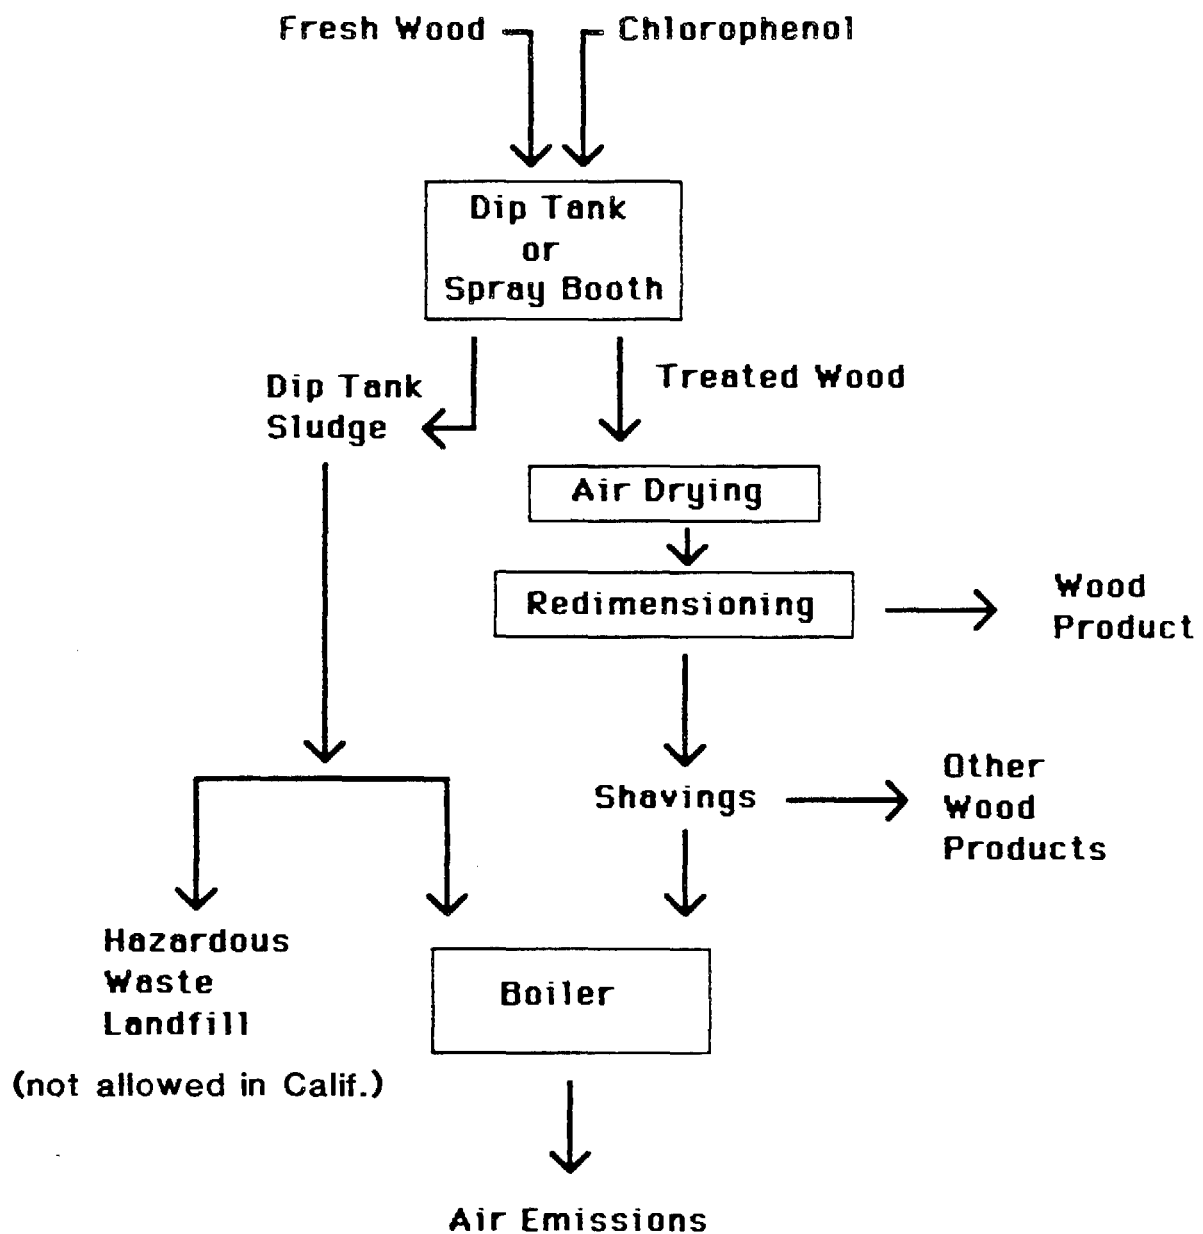 Fresh Wood
Chlorophenol
Dip Tank
or
Spray Booth
Dip Tank
Sludge
Treated Wood
Air Drying
Redimensioning
Wood
Product
Shavings
Other
Wood
Products
Hazardous
Waste
Landfill
(not allowed in Calif.)
Boiler
Air Emissions